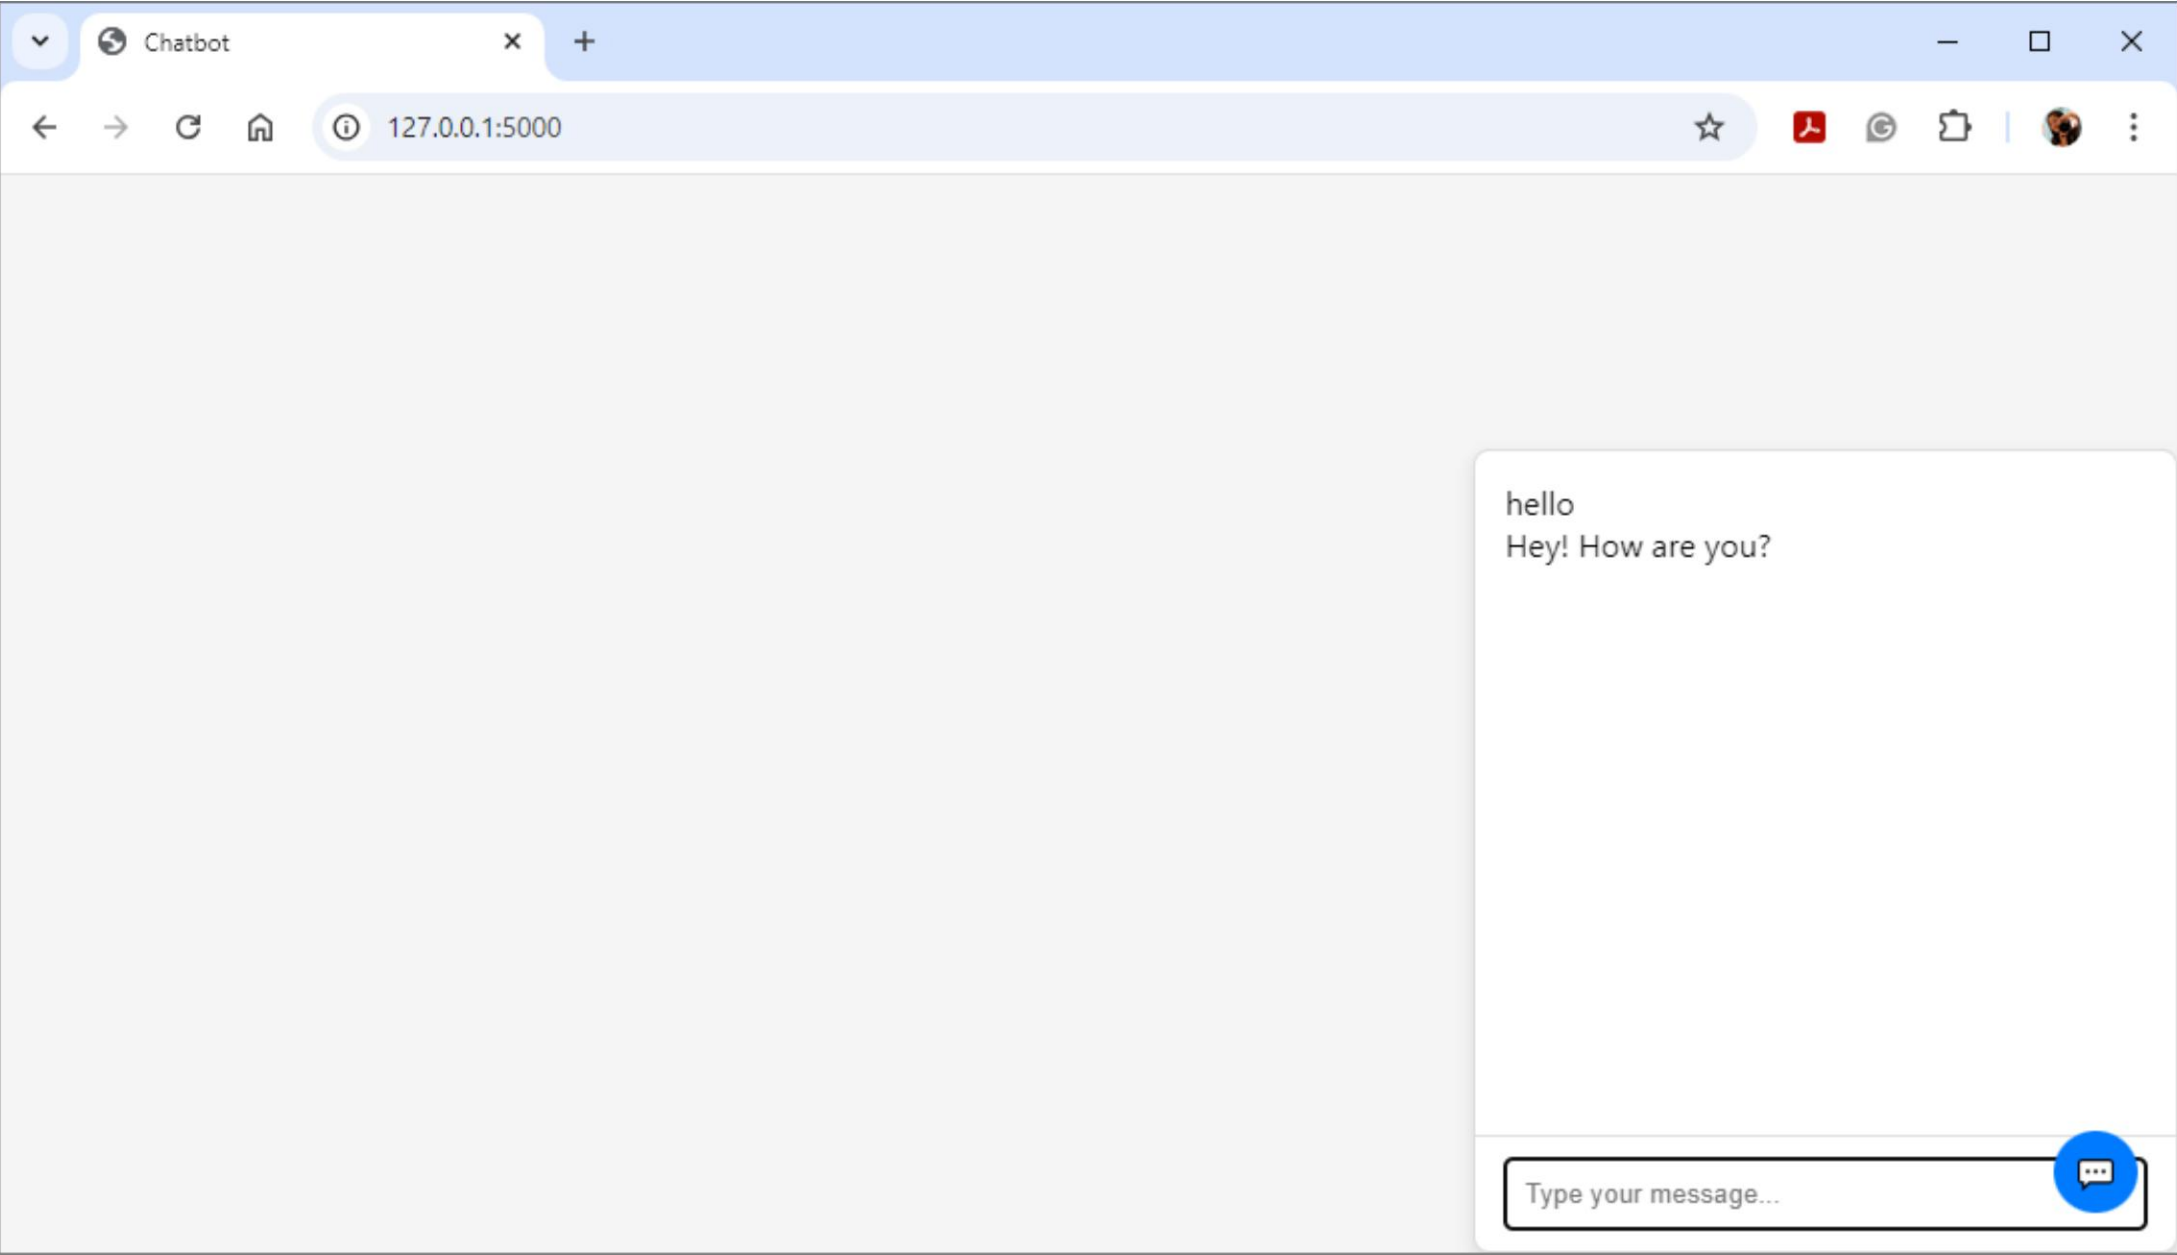 Chatbot
127.0.0.1:5000
hello
Hey! How are you?
Type your message...